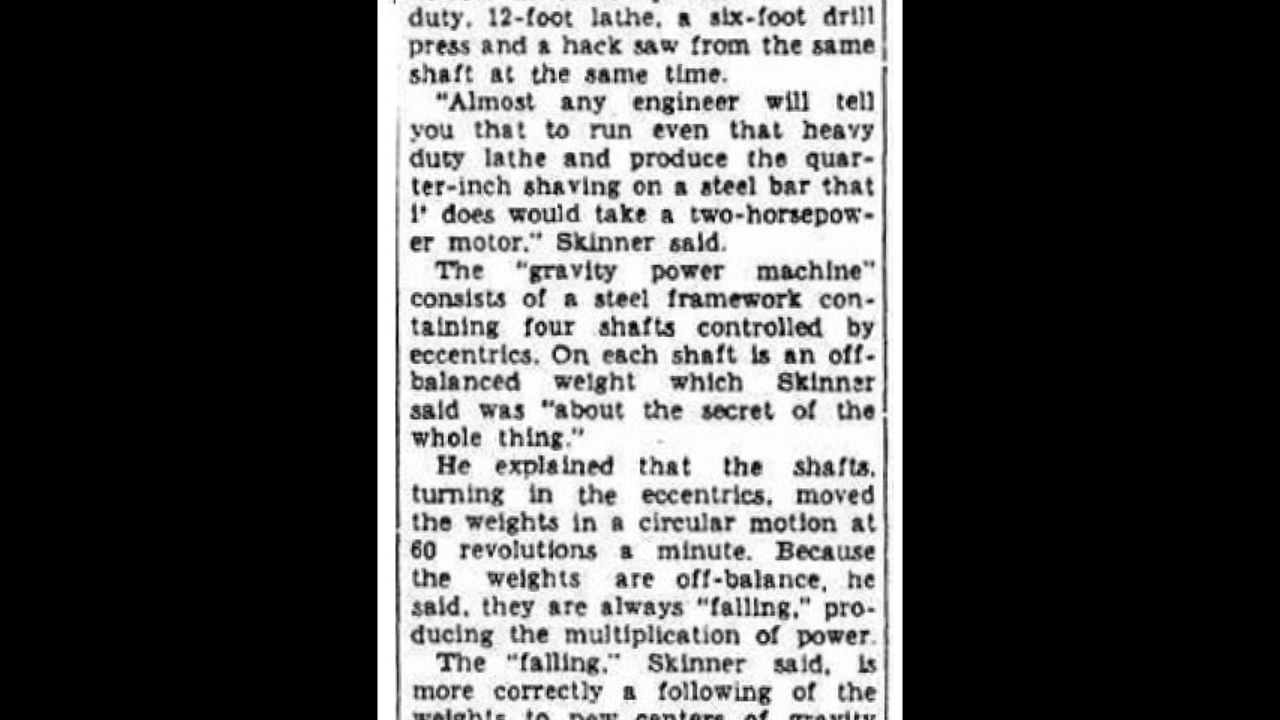 duty, 12-foot lathe, a six-foot drill
press and a hack saw from the same
shaft at the same time.
"Almost any engineer will tell
you that to run even that heavy
duty lathe and produce the quar-
ter-inch shaving on a steel bar that
it does would take a two-horsepow-
er motor," Skinner said.
The "gravity power machine"
consists of a steel framework con-
taining four shafts controlled by
eccentrics. On each shaft is an off-
balanced weight which Skinner
said was "about the secret of the
whole thing."
He explained that the shafts,
turning in the eccentrics, moved
the weights in a circular motion at
60 revolutions a minute. Because
the weights are off-balance, he
said, they are always "falling," pro-
ducing the multiplication of power.
The "falling," Skinner said, is
more correctly a following of the
weights to new centers of gravity